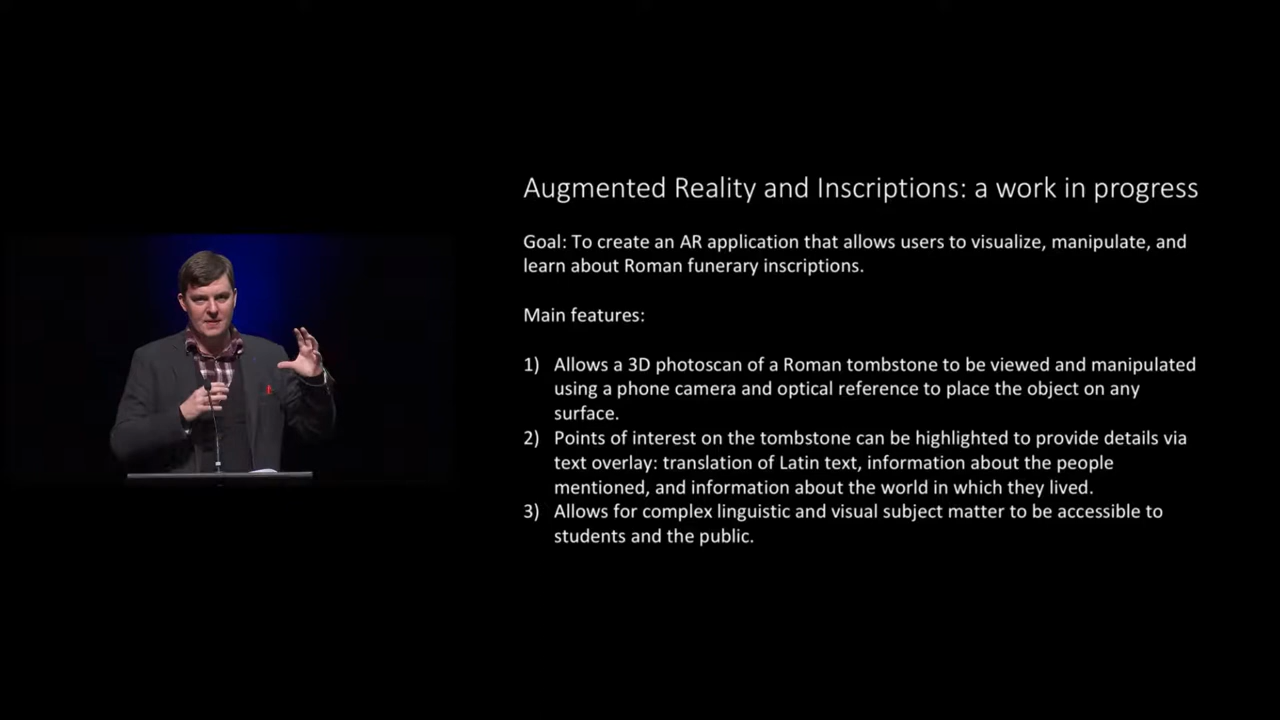 Augmented Reality and Inscriptions: a work in progress
Goal: To create an AR application that allows users to visualize, manipulate, and
learn about Roman funerary inscriptions.
Main features:
1) Allows a 3D photoscan of a Roman tombstone to be viewed and manipulated
using a phone camera and optical reference to place the object on any
surface.
2) Points of interest on the tombstone can be highlighted to provide details via
text overlay: translation of Latin text, information about the people
mentioned, and information about the world in which they lived.
3) Allows for complex linguistic and visual subject matter to be accessible to
students and the public.